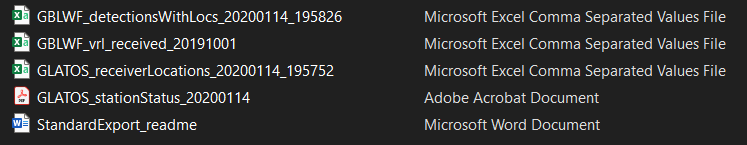 GBLWF_detectionsWithLocs_20200114_195826 Microsoft Excel Comma Separated Values File
GBLWF_vrl_received_20191001 Microsoft Excel Comma Separated Values File
GLATOS_receiverLocations_20200114_195752 Microsoft Excel Comma Separated Values File
GLATOS_stationStatus_20200114 Adobe Acrobat Document
StandardExport_readme Microsoft Word Document